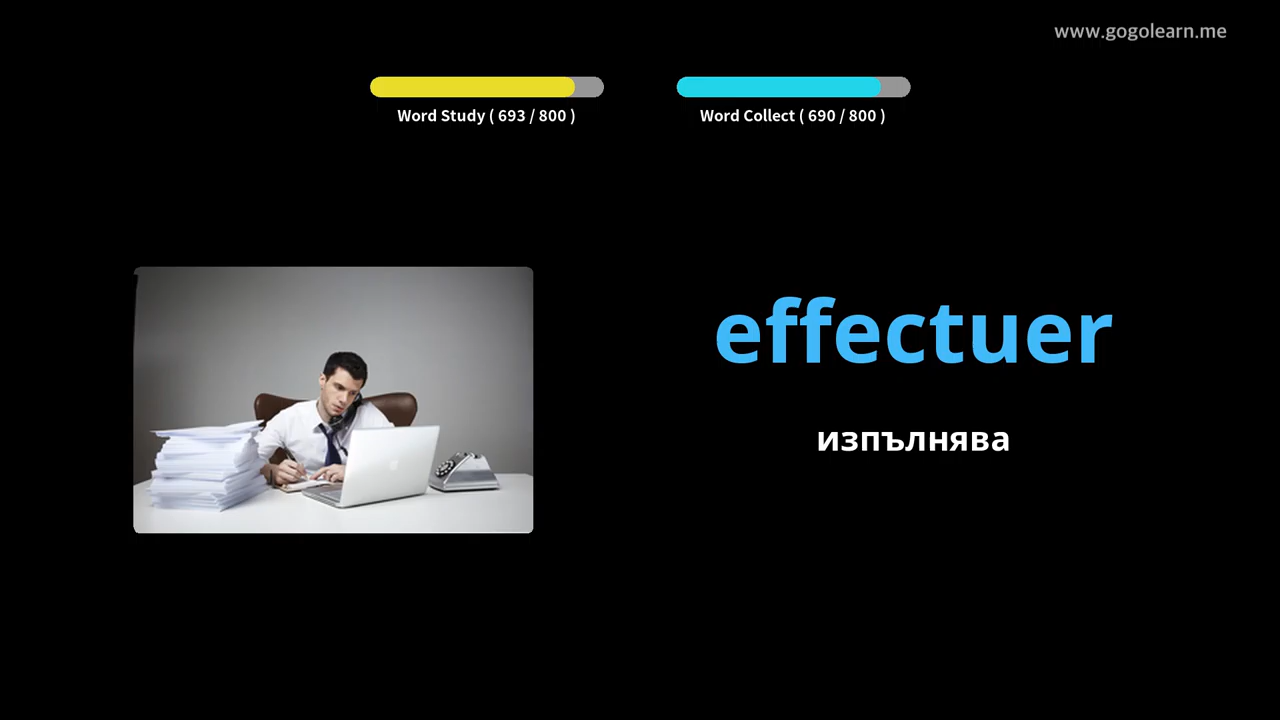 www.gogolearn.me
Word Study ( 693 / 800 )
Word Collect ( 690 / 800 )
effectuer
изпълнява